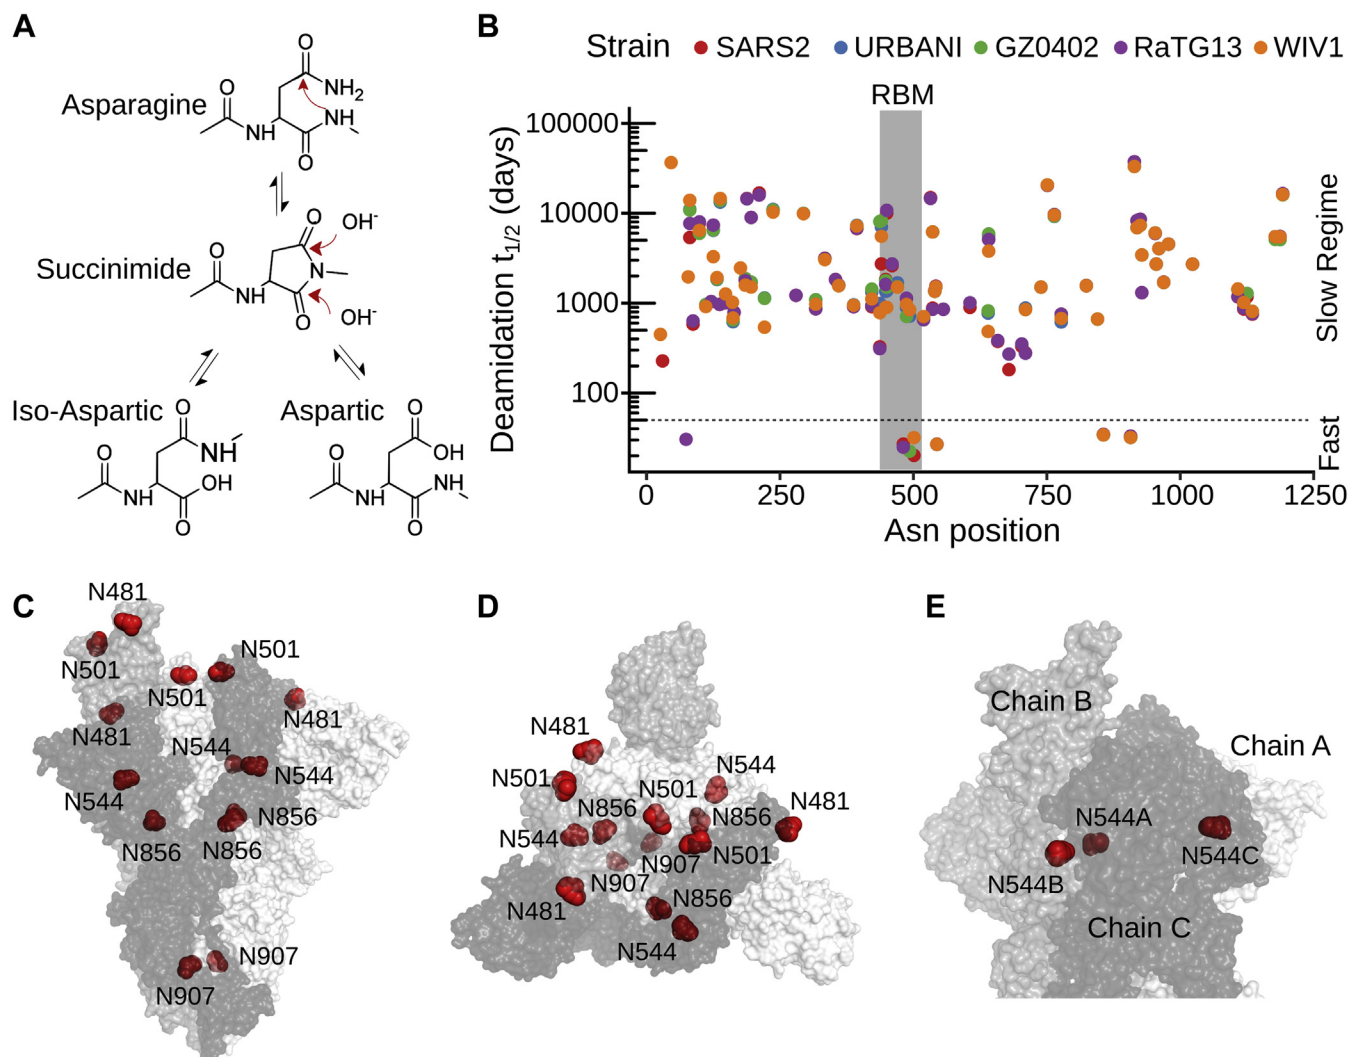 A
Asparagine
O
O
NH2
NH
NH
O
Succinimide
O
O
OH-
N
NH
O
OH-
Iso-Aspartic
O
NH
O
OH
NH
O
Aspartic
O
OH
O
NH
NH
O
B
Strain SARS2 URBANI GZ0402 RaTG13 WIV1
RBM
Deamidation t1/2 (days)
100000
10000
1000
100
Slow Regime
Fast
0 250 500 750 1000 1250
Asn position
C
N481
N501
N501
N501
N481
N481
N544
N544
N544
N856
N856
N907
N907
D
N481
N501
N544
N501
N856
N856
N481
N544
N907
N501
N907
N856
N481
N544
E
Chain B
Chain A
N544A
N544B
N544C
Chain C